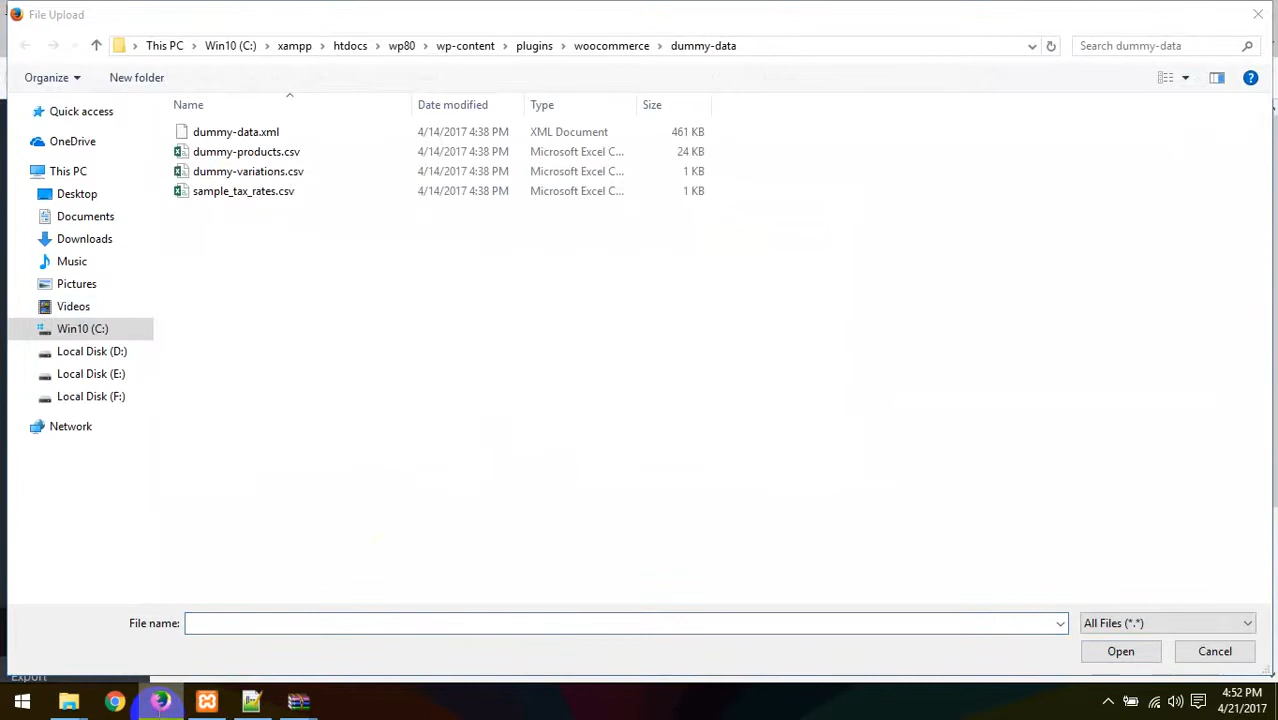 File Upload
This PC Win10 (C:) xampp htdocs wp80 wp-content plugins woocommerce dummy-data
Search dummy-data
Organize New folder
Name Date modified Type Size
dummy-data.xml 4/14/2017 4:38 PM XML Document 461 KB
dummy-products.csv 4/14/2017 4:38 PM Microsoft Excel C... 24 KB
dummy-variations.csv 4/14/2017 4:38 PM Microsoft Excel C... 1 KB
sample_tax_rates.csv 4/14/2017 4:38 PM Microsoft Excel C... 1 KB
Quick access
OneDrive
This PC
Desktop
Documents
Downloads
Music
Pictures
Videos
Win10 (C:)
Local Disk (D:)
Local Disk (E:)
Local Disk (F:)
Network
File name: All Files (*.*)
Open Cancel
Export
4:52 PM
4/21/2017